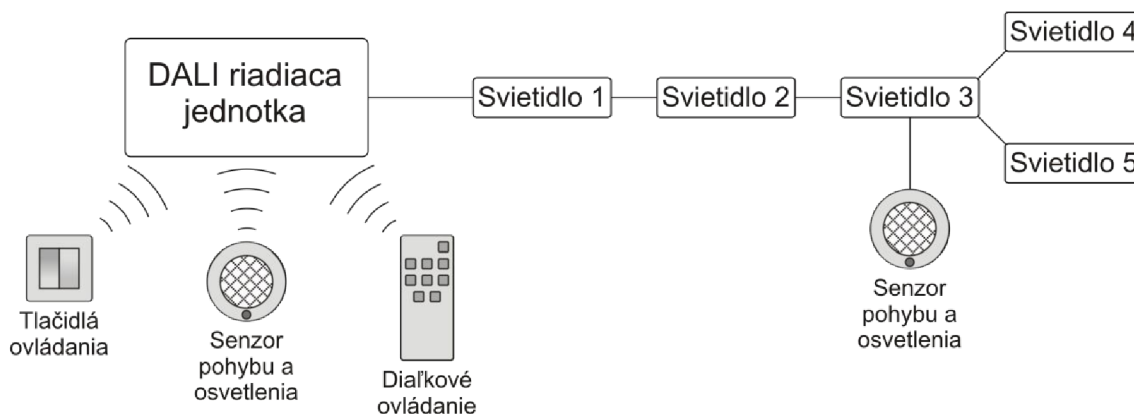 DALI riadiaca
jednotka
Svietidlo 1
Svietidlo 2
Svietidlo 3
Svietidlo 4
Svietidlo 5
Tlačidlá
ovládania
Senzor
pohybu a
osvetlenia
Diaľkové
ovládanie
Senzor
pohybu a
osvetlenia